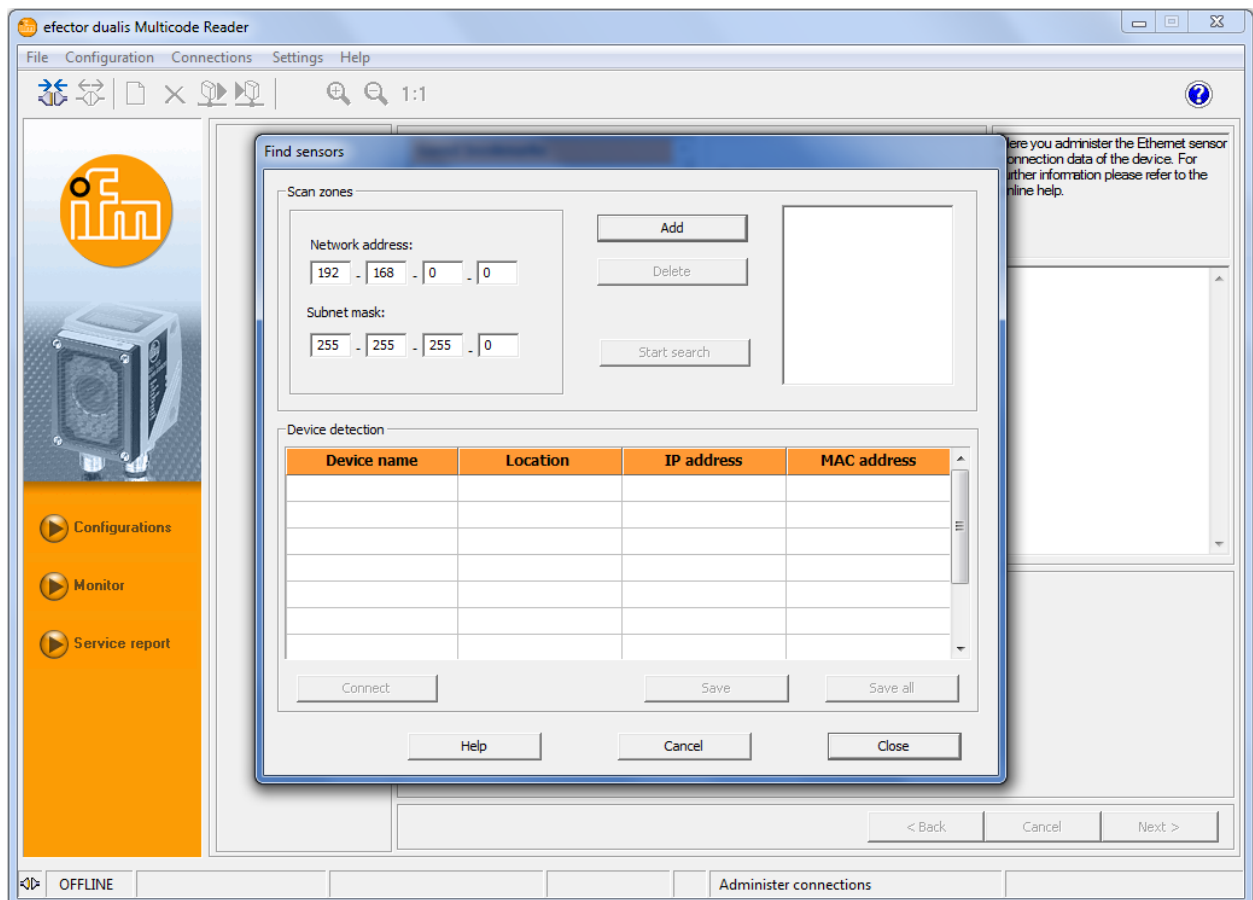 efector dualis Multicode Reader
File Configuration Connections Settings Help
1:1
ifm
Find sensors
Here you administer the Ethernet sensor
connection data of the device. For
further information please refer to the
online help.
Scan zones
Network address:
192 . 168 . 0 . 0
Subnet mask:
255 . 255 . 255 . 0
Add
Delete
Start search
Device detection
Device name Location IP address MAC address
Connect Save Save all
Help Cancel Close
Configurations
Monitor
Service report
< Back Cancel Next >
OFFLINE Administer connections